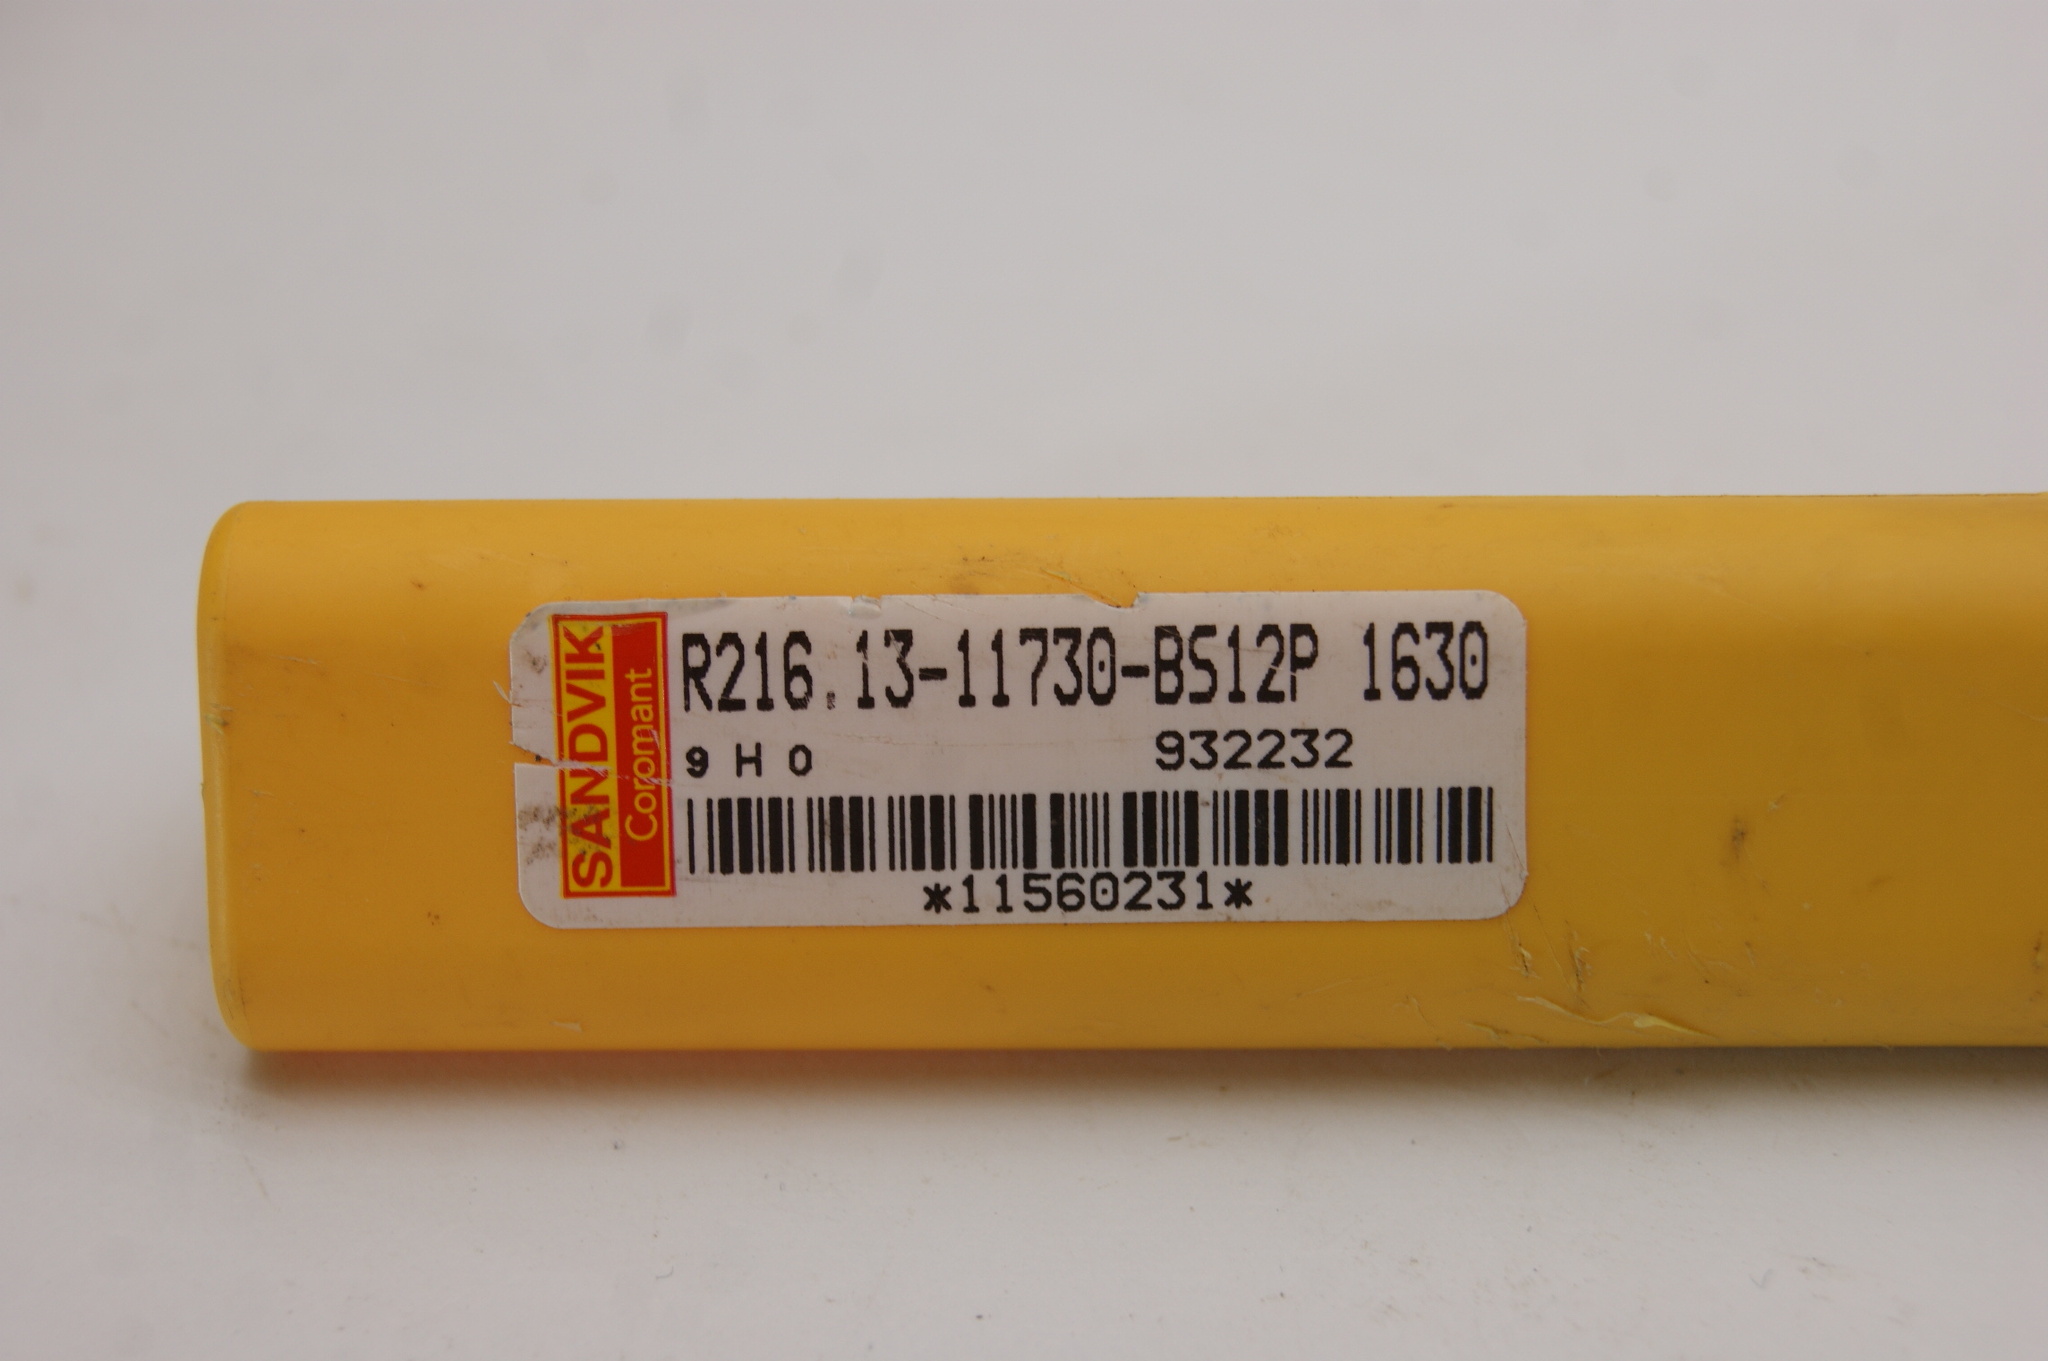 SANDVIK
Coromant
R216.13-11730-BS12P 1630
9 H 0 932232
*11560231*